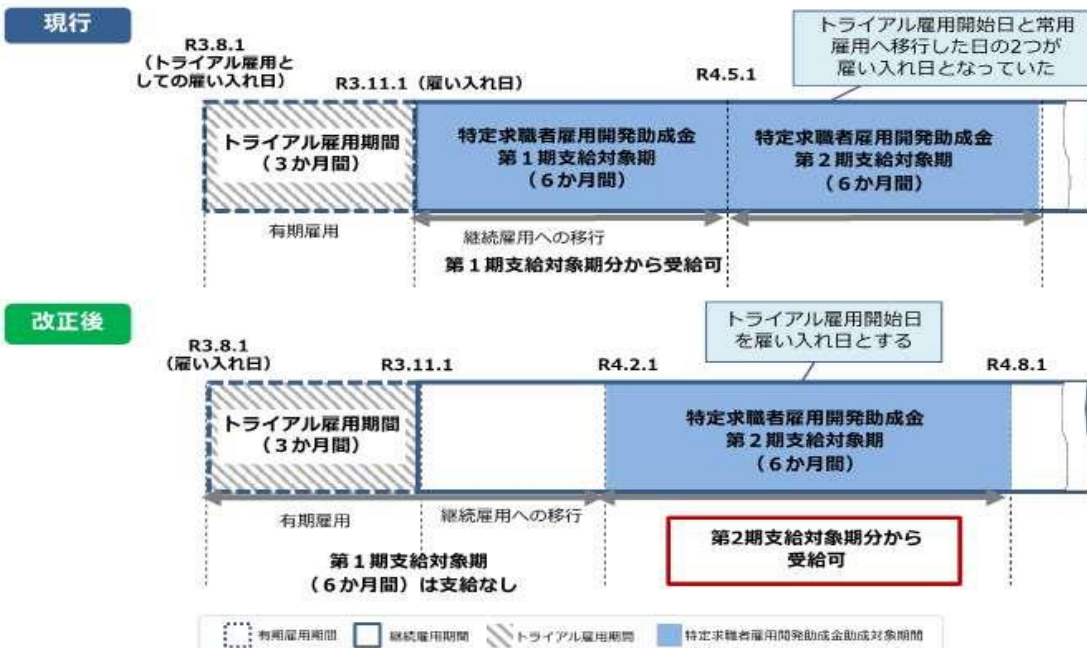 現行
トライアル雇用開始日と常用
雇用へ移行した日の2つが
雇い入れ日となっていた
R3.8.1
（トライアル雇用と
しての雇い入れ日）
R3.11.1（雇い入れ日）
R4.5.1
トライアル雇用期間
（３か月間）
特定求職者雇用開発助成金
第１期支給対象期
（６か月間）
特定求職者雇用開発助成金
第２期支給対象期
（６か月間）
有期雇用
継続雇用への移行
第１期支給対象期分から受給可
改正後
トライアル雇用開始日
を雇い入れ日とする
R3.8.1
（雇い入れ日）
R3.11.1
R4.2.1
R4.8.1
トライアル雇用期間
（３か月間）
特定求職者雇用開発助成金
第２期支給対象期
（６か月間）
有期雇用
継続雇用への移行
第１期支給対象期
（６か月間）は支給なし
第2期支給対象期分から
受給可
有期雇用期間
継続雇用期間
トライアル雇用期間
特定求職者雇用開発助成金助成対象期間